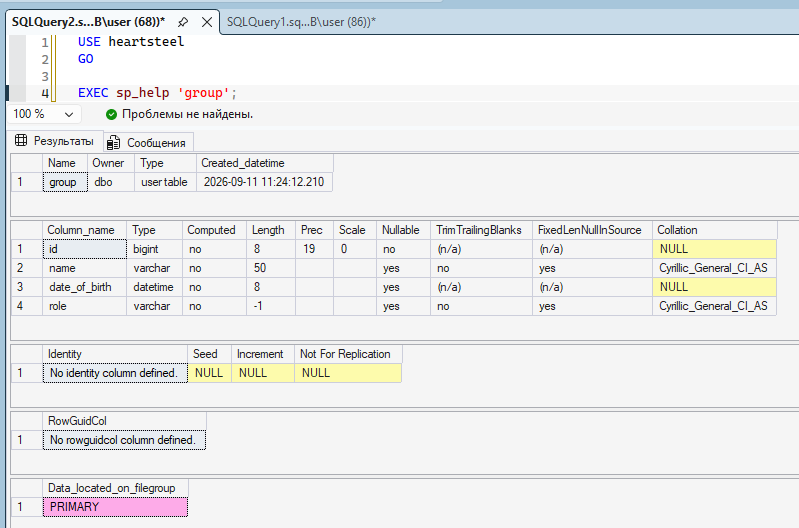 SQLQuery2.s...B\user (68))* SQLQuery1.sq...B\user (86))*
1 USE heartsteel
2 GO
3
4 EXEC sp_help 'group';
100 % Проблемы не найдены.
Результаты Сообщения
Name Owner Type Created_datetime
1 group dbo user table 2026-09-11 11:24:12.210
Column_name Type Computed Length Prec Scale Nullable TrimTrailingBlanks FixedLenNullInSource Collation
1 id bigint no 8 19 0 no (n/a) (n/a) NULL
2 name varchar no 50 yes no yes Cyrillic_General_CI_AS
3 date_of_birth datetime no 8 yes (n/a) (n/a) NULL
4 role varchar no -1 yes no yes Cyrillic_General_CI_AS
Identity Seed Increment Not For Replication
1 No identity column defined. NULL NULL NULL
RowGuidCol
1 No rowguidcol column defined.
Data_located_on_filegroup
1 PRIMARY